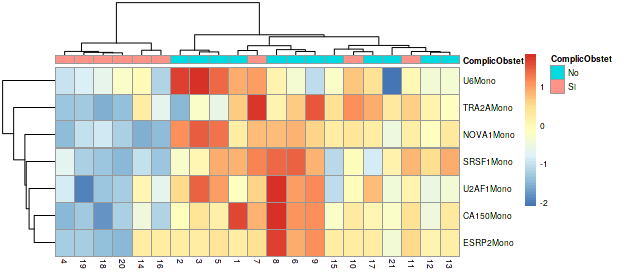 ComplicObstet
U6Mono
TRA2AMono
NOVA1Mono
SRSF1Mono
U2AF1Mono
CA150Mono
ESRP2Mono
4 19 18 20 14 16 2 3 5 1 7 8 6 9 15 10 17 21 11 12 13
1
0
-1
-2
ComplicObstet
No
Si